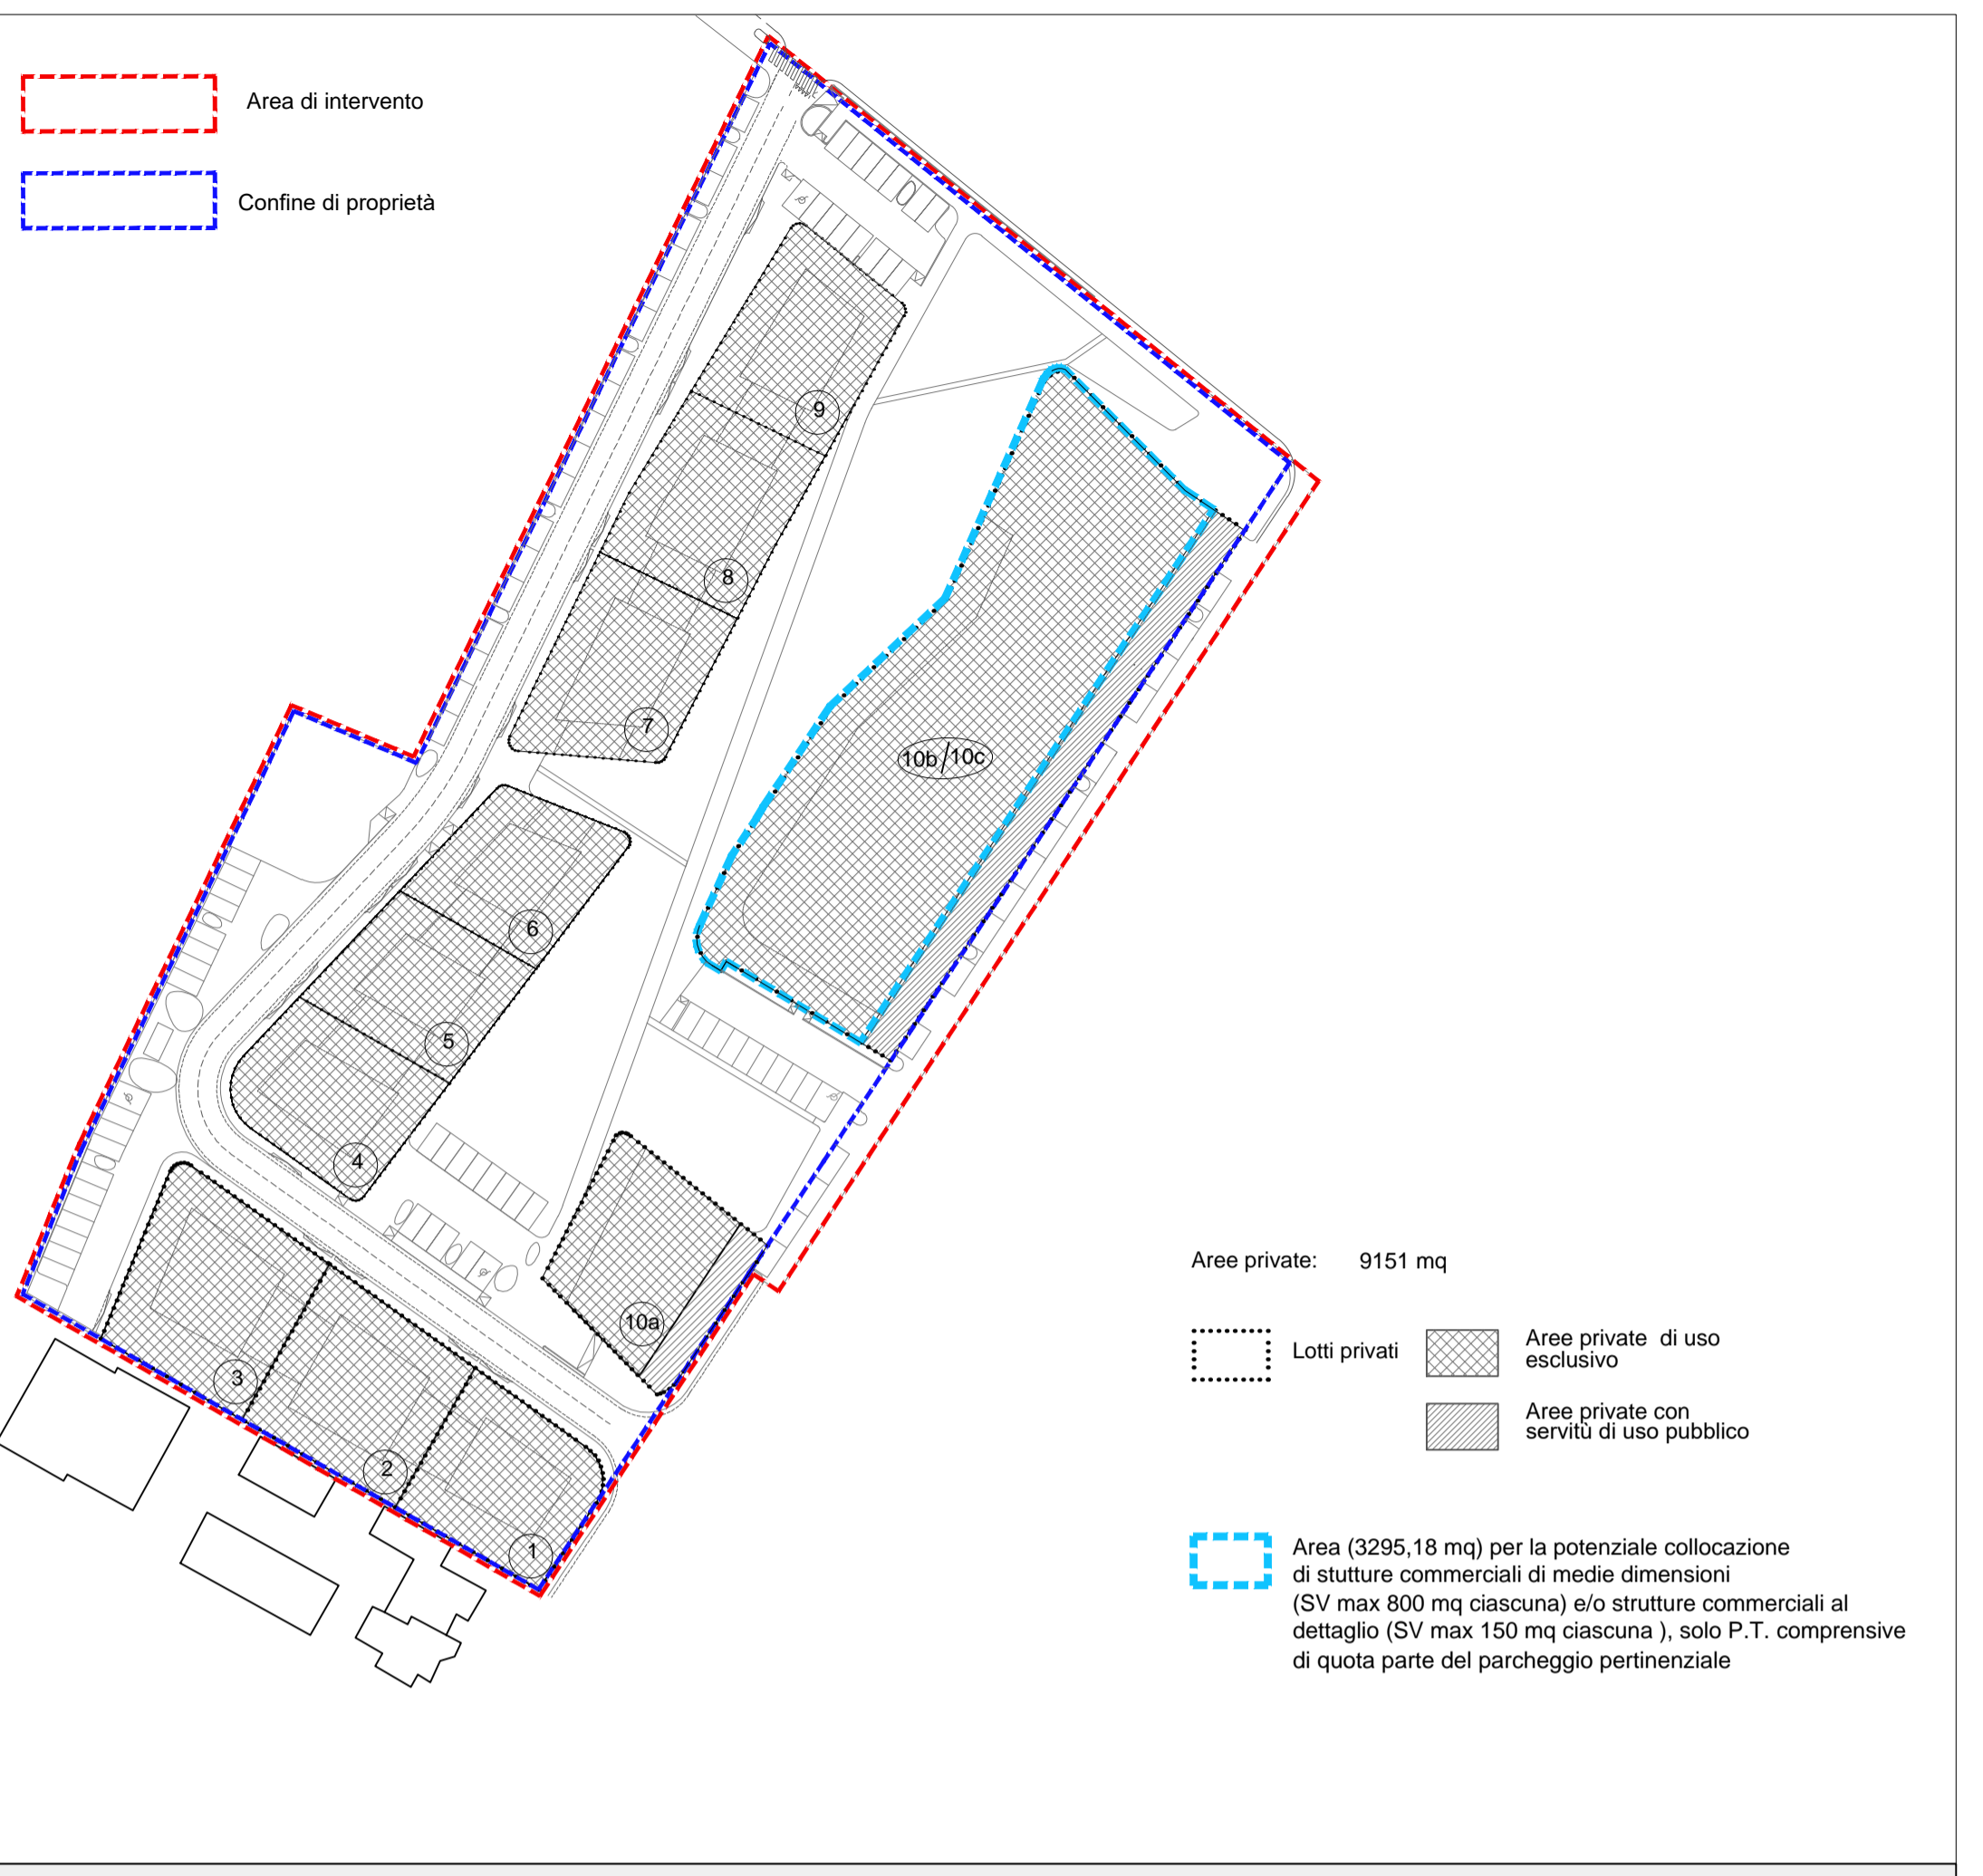 Area di intervento
Confine di proprietà
9
8
7
10b/10c
6
5
4
10a
3
2
1
Aree private: 9151 mq
Lotti privati
Aree private di uso
esclusivo
Aree private con
servitù di uso pubblico
Area (3295,18 mq) per la potenziale collocazione
di stutture commerciali di medie dimensioni
(SV max 800 mq ciascuna) e/o strutture commerciali al
dettaglio (SV max 150 mq ciascuna ), solo P.T. comprensive
di quota parte del parcheggio pertinenziale